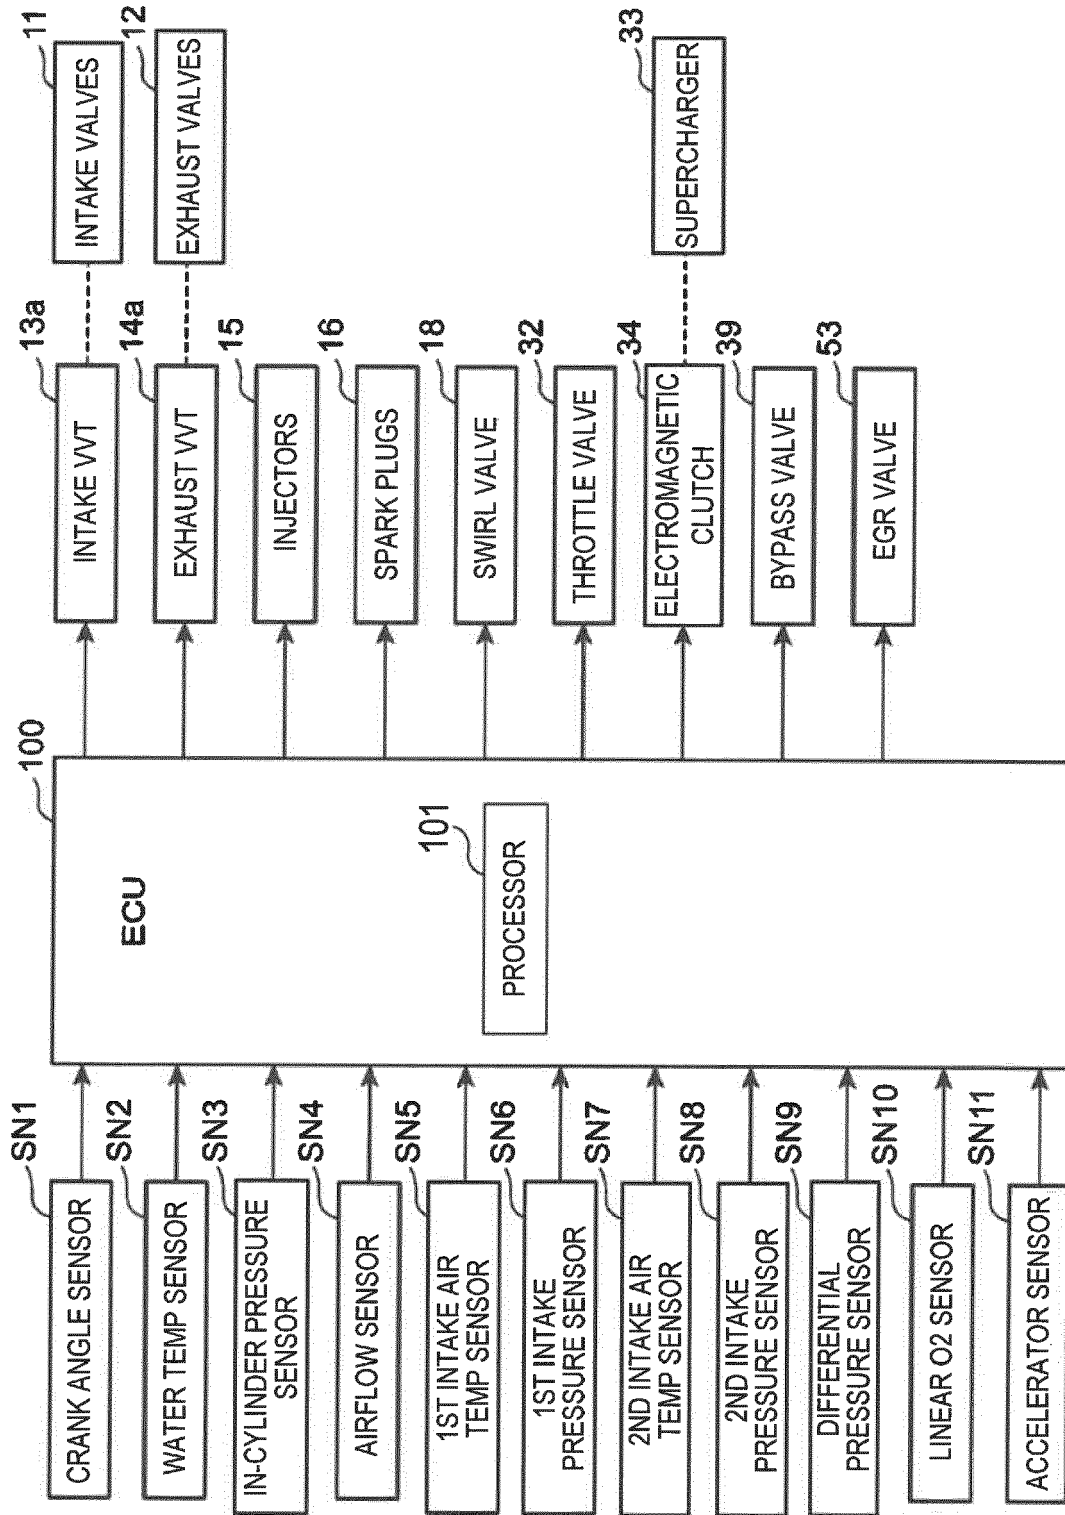 SN1
CRANK ANGLE SENSOR
SN2
WATER TEMP SENSOR
SN3
IN-CYLINDER PRESSURE
SENSOR
SN4
AIRFLOW SENSOR
SN5
1ST INTAKE AIR
TEMP SENSOR
SN6
1ST INTAKE
PRESSURE SENSOR
SN7
2ND INTAKE AIR
TEMP SENSOR
SN8
2ND INTAKE
PRESSURE SENSOR
SN9
DIFFERENTIAL
PRESSURE SENSOR
SN10
LINEAR O2 SENSOR
SN11
ACCELERATOR SENSOR
100
ECU
101
PROCESSOR
13a
INTAKE VVT
14a
EXHAUST VVT
15
INJECTORS
16
SPARK PLUGS
18
SWIRL VALVE
32
THROTTLE VALVE
34
ELECTROMAGNETIC
CLUTCH
39
BYPASS VALVE
53
EGR VALVE
11
INTAKE VALVES
12
EXHAUST VALVES
33
SUPERCHARGER